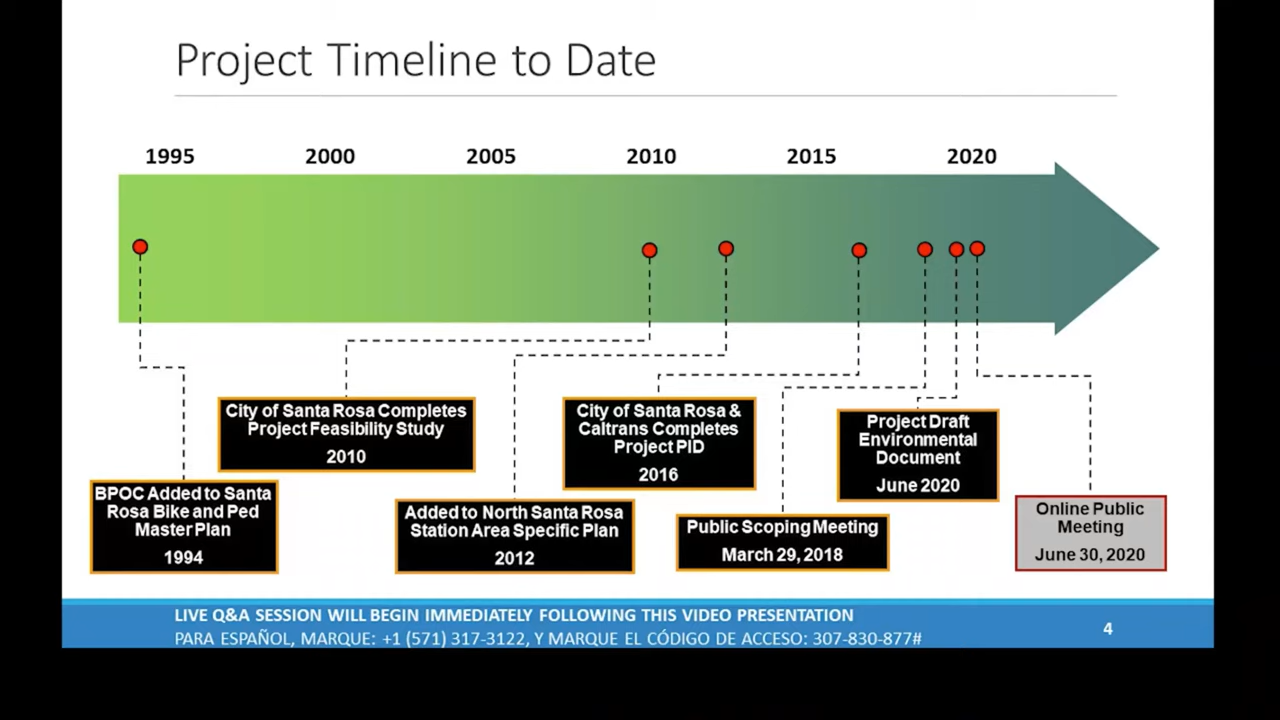 Project Timeline to Date
1995
2000
2005
2010
2015
2020
BPOC Added to Santa
Rosa Bike and Ped
Master Plan
1994
City of Santa Rosa Completes
Project Feasibility Study
2010
Added to North Santa Rosa
Station Area Specific Plan
2012
City of Santa Rosa &
Caltrans Completes
Project PID
2016
Public Scoping Meeting
March 29, 2018
Project Draft
Environmental
Document
June 2020
Online Public
Meeting
June 30, 2020
LIVE Q&A SESSION WILL BEGIN IMMEDIATELY FOLLOWING THIS VIDEO PRESENTATION
PARA ESPAÑOL, MARQUE: +1 (571) 317-3122, Y MARQUE EL CÓDIGO DE ACCESO: 307-830-877#
4